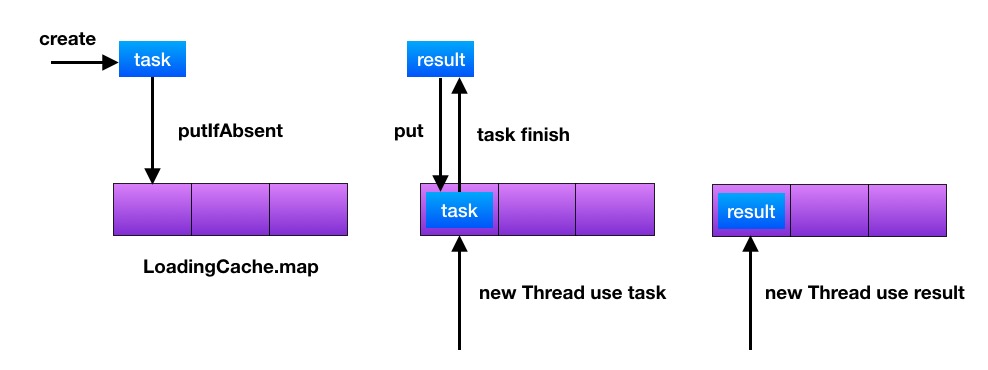 create
task
putIfAbsent
LoadingCache.map
result
put
task finish
task
new Thread use task
result
new Thread use result